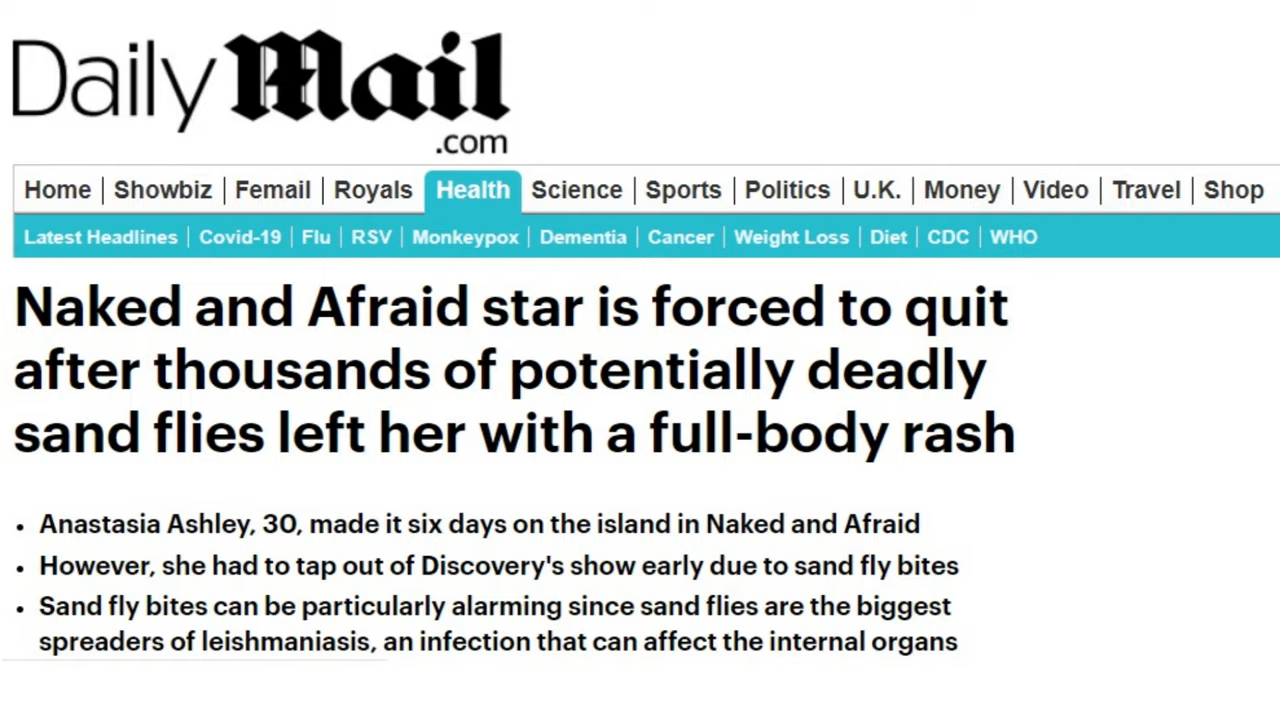 Daily Mail
.com
Home Showbiz Femail Royals Health Science Sports Politics U.K. Money Video Travel Shop
Latest Headlines Covid-19 Flu RSV Monkeypox Dementia Cancer Weight Loss Diet CDC WHO
Naked and Afraid star is forced to quit
after thousands of potentially deadly
sand flies left her with a full-body rash
• Anastasia Ashley, 30, made it six days on the island in Naked and Afraid
• However, she had to tap out of Discovery's show early due to sand fly bites
• Sand fly bites can be particularly alarming since sand flies are the biggest
spreaders of leishmaniasis, an infection that can affect the internal organs